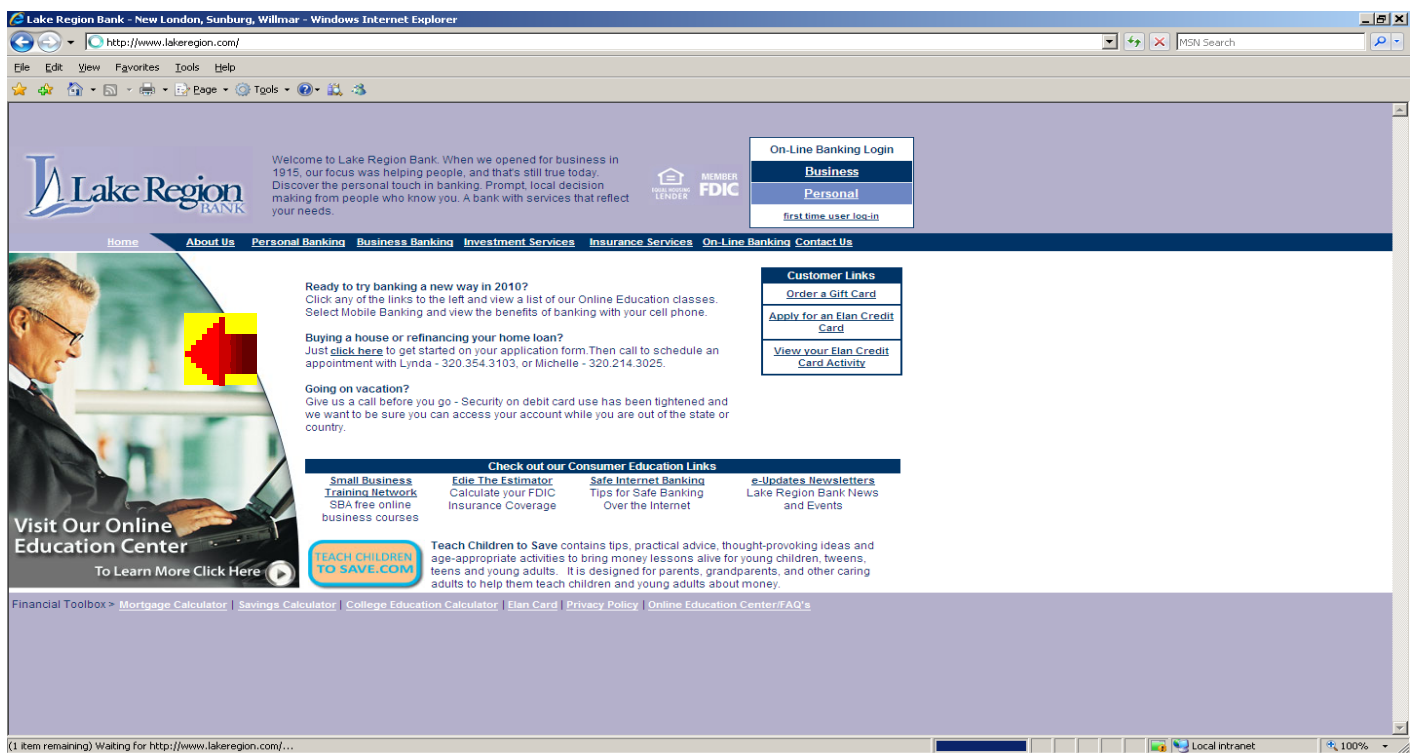 Lake Region Bank - New London, Sunburg, Willmar - Windows Internet Explorer
http://www.lakeregion.com/
MSN Search
File Edit View Favorites Tools Help
Page Tools
Welcome to Lake Region Bank. When we opened for business in
1915, our focus was helping people, and that's still true today.
Discover the personal touch in banking. Prompt, local decision
making from people who know you. A bank with services that reflect
your needs.
Lake Region
BANK
EQUAL HOUSING
LENDER
MEMBER
FDIC
On-Line Banking Login
Business
Personal
first time user log-in
Home About Us Personal Banking Business Banking Investment Services Insurance Services On-Line Banking Contact Us
Ready to try banking a new way in 2010?
Click any of the links to the left and view a list of our Online Education classes.
Select Mobile Banking and view the benefits of banking with your cell phone.
Buying a house or refinancing your home loan?
Just click here to get started on your application form.Then call to schedule an
appointment with Lynda - 320.354.3103, or Michelle - 320.214.3025.
Going on vacation?
Give us a call before you go - Security on debit card use has been tightened and
we want to be sure you can access your account while you are out of the state or
country.
Customer Links
Order a Gift Card
Apply for an Elan Credit
Card
View your Elan Credit
Card Activity
Check out our Consumer Education Links
Small Business
Training Network
SBA free online
business courses
Edie The Estimator
Calculate your FDIC
Insurance Coverage
Safe Internet Banking
Tips for Safe Banking
Over the Internet
e-Updates Newsletters
Lake Region Bank News
and Events
Visit Our Online
Education Center
To Learn More Click Here
TEACH CHILDREN
TO SAVE.COM
Teach Children to Save contains tips, practical advice, thought-provoking ideas and
age-appropriate activities to bring money lessons alive for young children, tweens,
teens and young adults. It is designed for parents, grandparents, and other caring
adults to help them teach children and young adults about money.
Financial Toolbox > Mortgage Calculator | Savings Calculator | College Education Calculator | Elan Card | Privacy Policy | Online Education Center/FAQ's
(1 item remaining) Waiting for http://www.lakeregion.com/...
Local intranet
100%